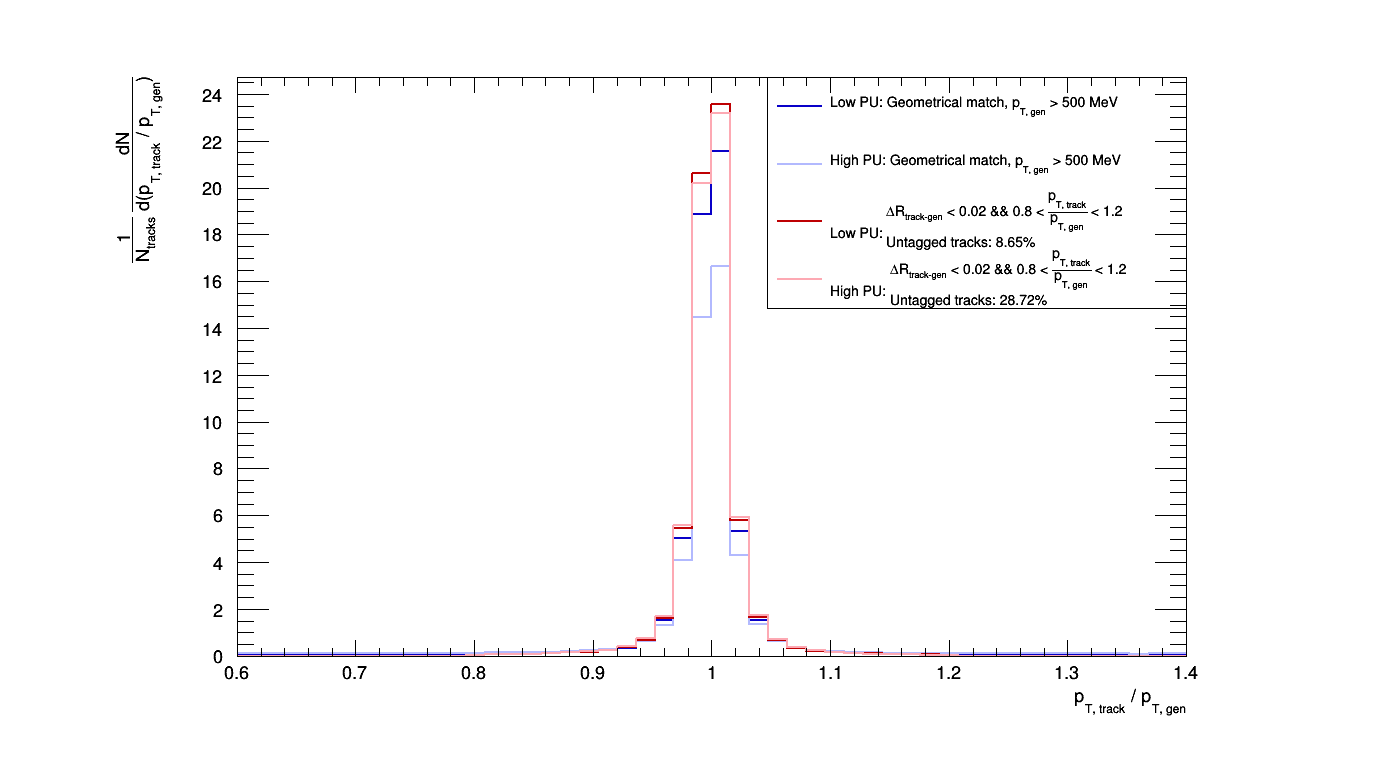 1/N_tracks dN/d(p_T, track / p_T, gen)
24
22
20
18
16
14
12
10
8
6
4
2
0
0.6 0.7 0.8 0.9 1 1.1 1.2 1.3 1.4
p_T, track / p_T, gen
Low PU: Geometrical match, p_T, gen > 500 MeV
High PU: Geometrical match, p_T, gen > 500 MeV
Low PU: ΔR_track-gen < 0.02 && 0.8 < p_T, track/p_T, gen < 1.2
Untagged tracks: 8.65%
High PU: ΔR_track-gen < 0.02 && 0.8 < p_T, track/p_T, gen < 1.2
Untagged tracks: 28.72%